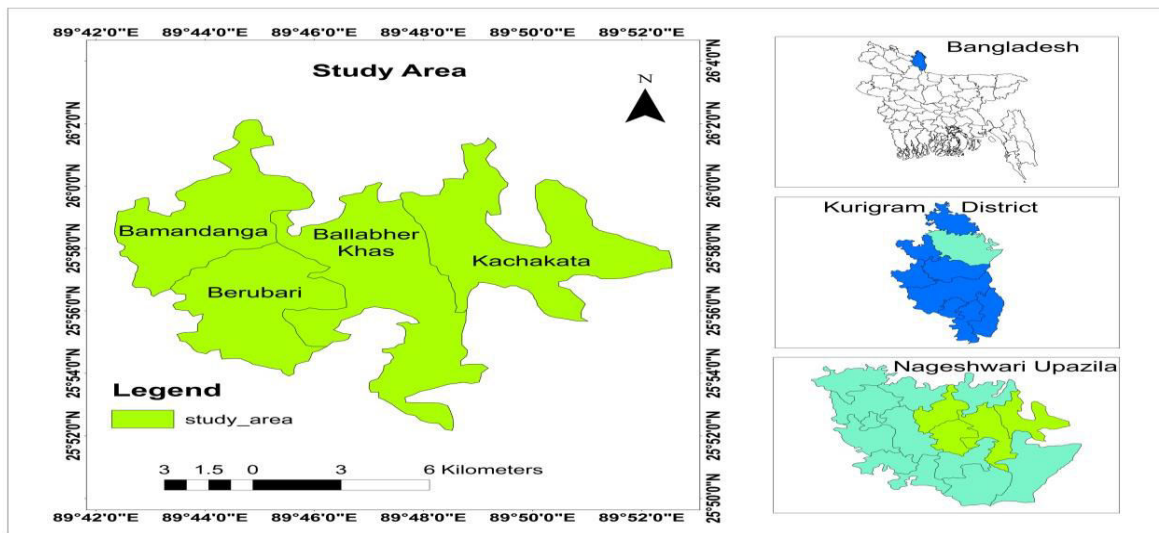 89°42'0"E 89°44'0"E 89°46'0"E 89°48'0"E 89°50'0"E 89°52'0"E
Study Area
N
Bamandanga
Ballabher
Khas
Kachakata
Berubari
Legend
study_area
3 1.5 0 3 6 Kilometers
89°42'0"E 89°44'0"E 89°46'0"E 89°48'0"E 89°50'0"E 89°52'0"E
26°4'0"N
26°2'0"N
26°0'0"N
25°58'0"N
25°56'0"N
25°54'0"N
25°52'0"N
26°4'0"N
26°2'0"N
26°0'0"N
25°58'0"N
25°56'0"N
25°54'0"N
25°52'0"N
25°50'0"N
Bangladesh
Kurigram District
Nageshwari Upazila